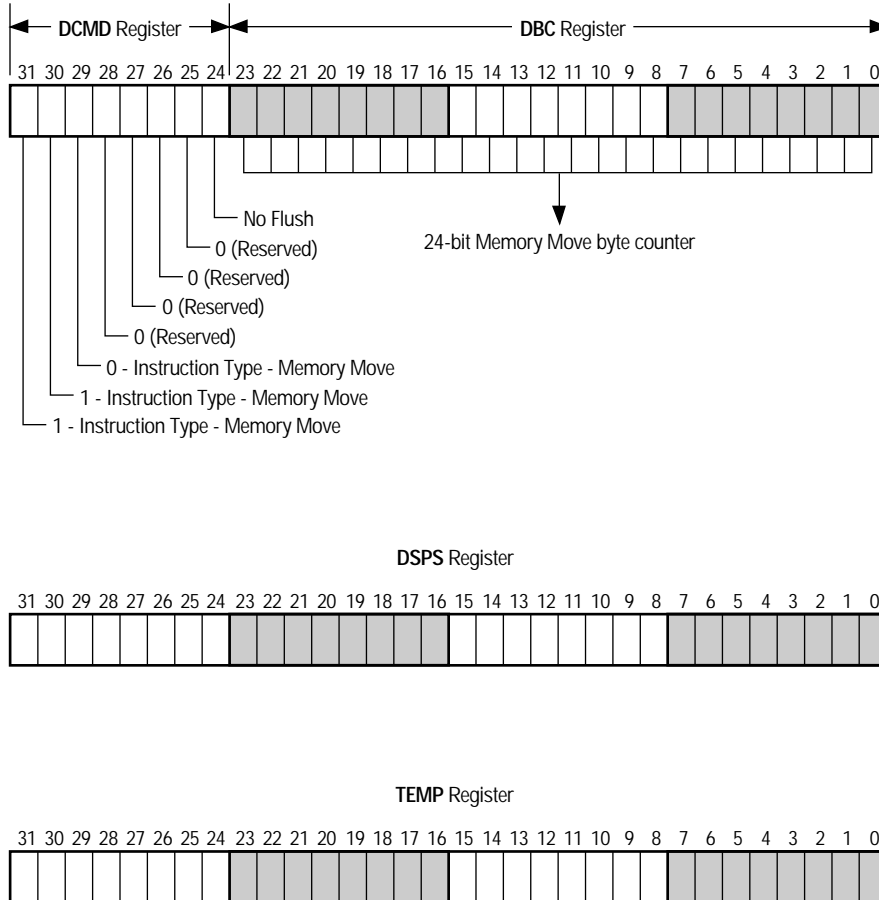 DCMD Register DBC Register
31 30 29 28 27 26 25 24 23 22 21 20 19 18 17 16 15 14 13 12 11 10 9 8 7 6 5 4 3 2 1 0
No Flush
0 (Reserved)
24-bit Memory Move byte counter
0 (Reserved)
0 (Reserved)
0 (Reserved)
0 - Instruction Type - Memory Move
1 - Instruction Type - Memory Move
1 - Instruction Type - Memory Move
DSPS Register
31 30 29 28 27 26 25 24 23 22 21 20 19 18 17 16 15 14 13 12 11 10 9 8 7 6 5 4 3 2 1 0
TEMP Register
31 30 29 28 27 26 25 24 23 22 21 20 19 18 17 16 15 14 13 12 11 10 9 8 7 6 5 4 3 2 1 0